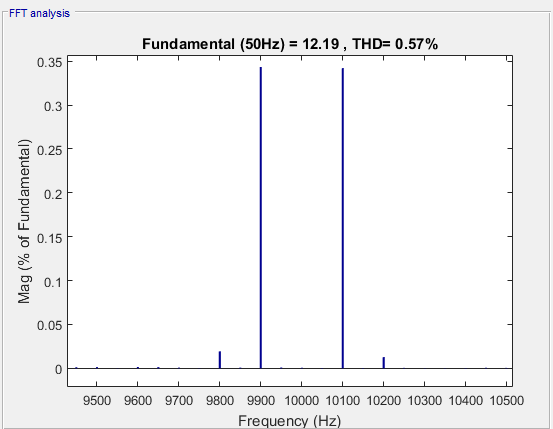 FFT analysis
Fundamental (50Hz) = 12.19 , THD= 0.57%
0.35
0.3
0.25
0.2
0.15
0.1
0.05
0
Mag (% of Fundamental)
9500 9600 9700 9800 9900 10000 10100 10200 10300 10400 10500
Frequency (Hz)